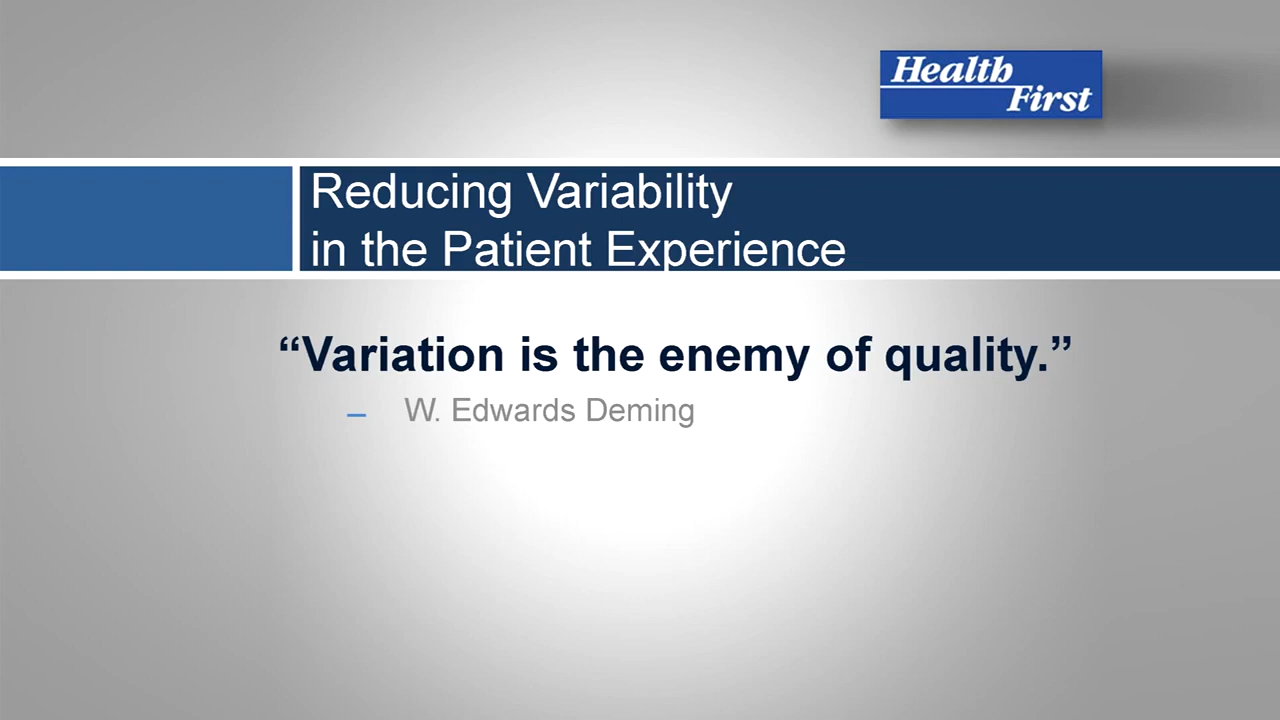 Health
First
Reducing Variability
in the Patient Experience
“Variation is the enemy of quality.”
– W. Edwards Deming